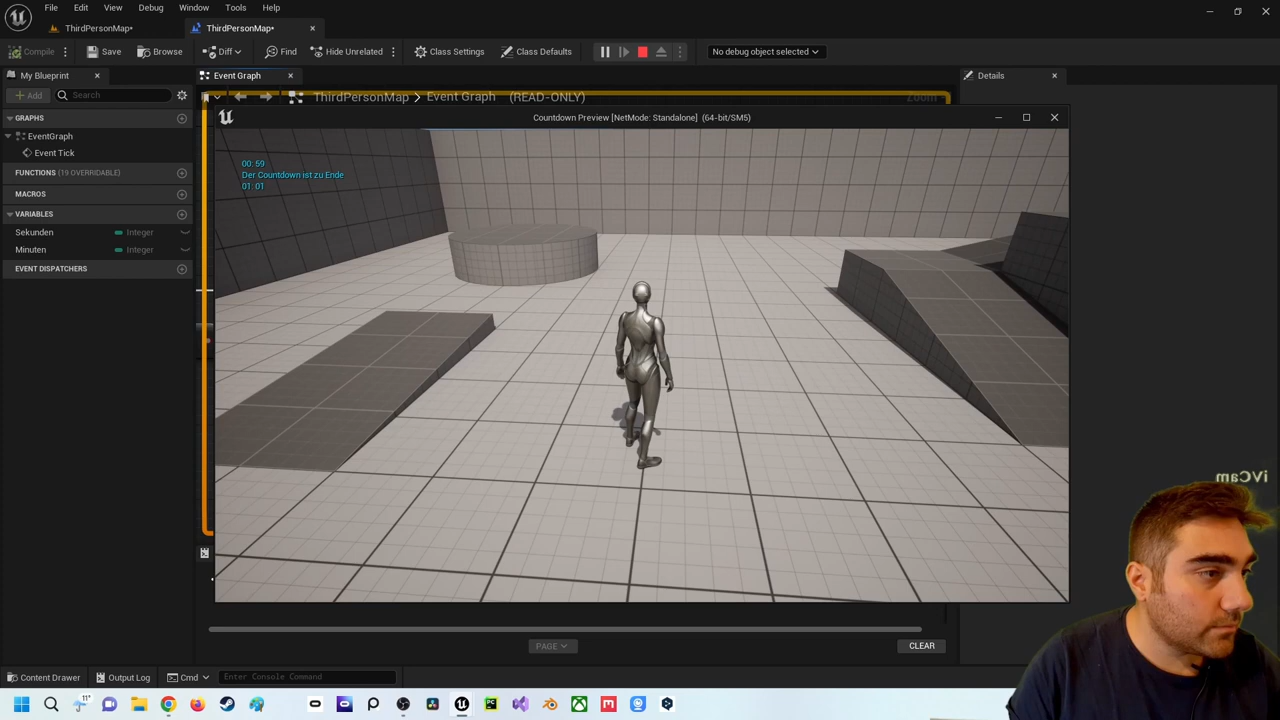 File Edit View Debug Window Tools Help
ThirdPersonMap* ThirdPersonMap*
Compile Save Browse Diff Find Hide Unrelated Class Settings Class Defaults No debug object selected
My Blueprint Event Graph Details
Add Search ThirdPersonMap > Event Graph (READ-ONLY) Zoom
GRAPHS
Countdown Preview [NetMode: Standalone] (64-bit/SM5)
EventGraph
Event Tick
FUNCTIONS (19 OVERRIDABLE)
MACROS
VARIABLES
Sekunden Integer
Minuten Integer
EVENT DISPATCHERS
00: 59
Der Countdown ist zu Ende
01: 01
iVCam
PAGE CLEAR
Content Drawer Output Log Cmd Enter Console Command
11°